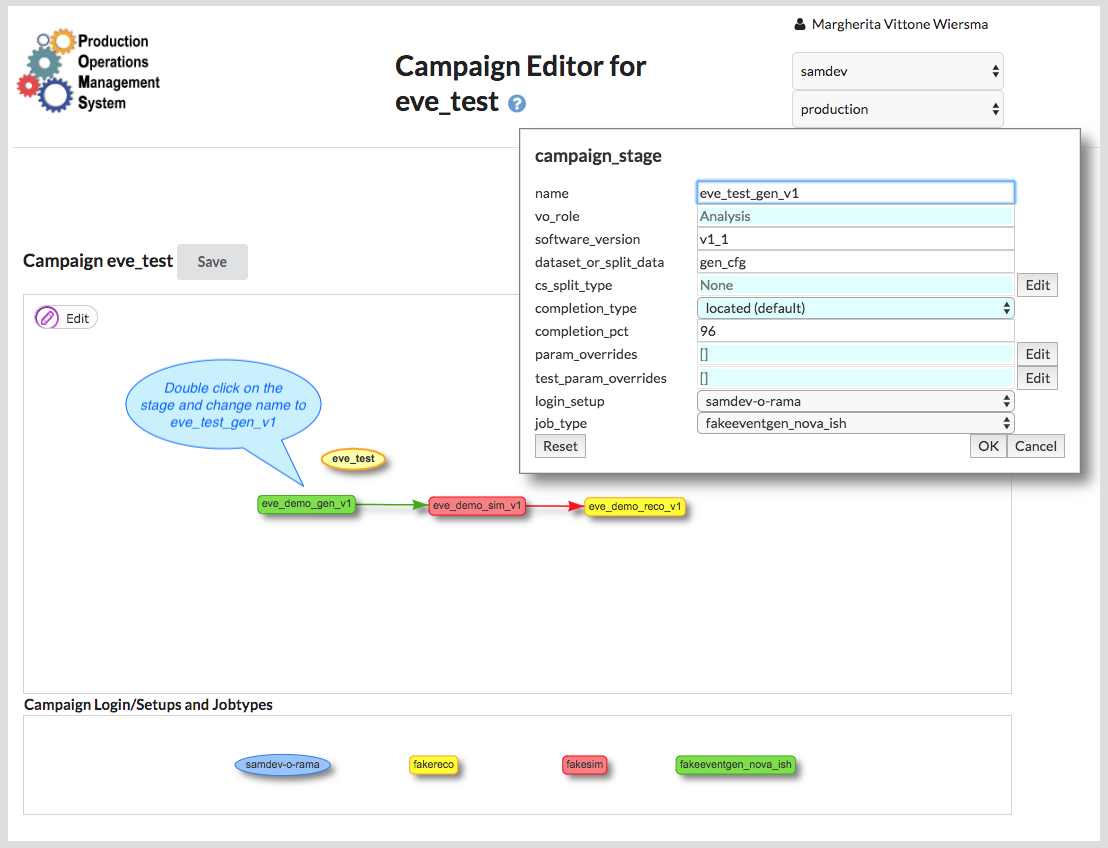 Production
Operations
Management
System
Campaign Editor for
eve_test ?
Margherita Vittone Wiersma
samdev
production
campaign_stage
name eve_test_gen_v1
vo_role Analysis
software_version v1_1
dataset_or_split_data gen_cfg
cs_split_type None Edit
completion_type located (default)
completion_pct 96
param_overrides [] Edit
test_param_overrides [] Edit
login_setup samdev-o-rama
job_type fakeeventgen_nova_ish
Reset OK Cancel
Campaign eve_test Save
Edit
Double click on the
stage and change name to
eve_test_gen_v1
eve_test
eve_demo_gen_v1 eve_demo_sim_v1 eve_demo_reco_v1
Campaign Login/Setups and Jobtypes
samdev-o-rama fakereco fakesim fakeeventgen_nova_ish